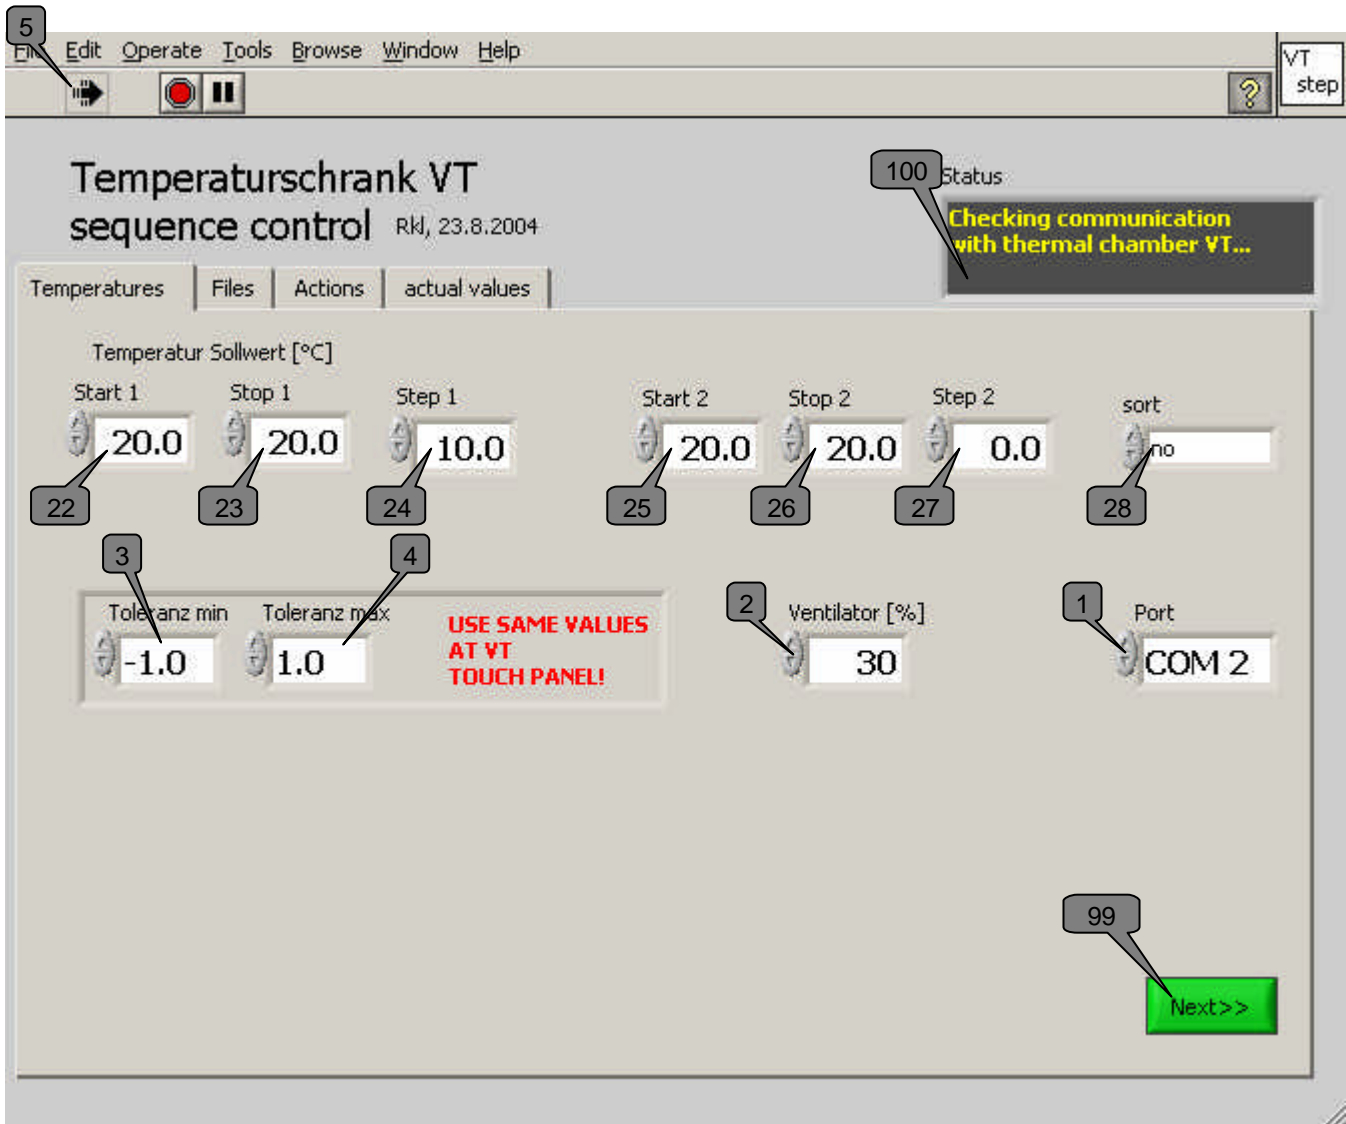 5
File Edit Operate Tools Browse Window Help
VT
step
Temperaturschrank VT
sequence control Rkl, 23.8.2004
100
Status
Checking communication
with thermal chamber VT...
Temperatures Files Actions actual values
Temperatur Sollwert [°C]
Start 1 Stop 1 Step 1 Start 2 Stop 2 Step 2 sort
20.0 20.0 10.0 20.0 20.0 0.0 no
22 23 24 25 26 27 28
3 4
Toleranz min Toleranz max
-1.0 1.0
USE SAME VALUES
AT VT
TOUCH PANEL!
2 Ventilator [%]
30
1 Port
COM 2
99
Next>>